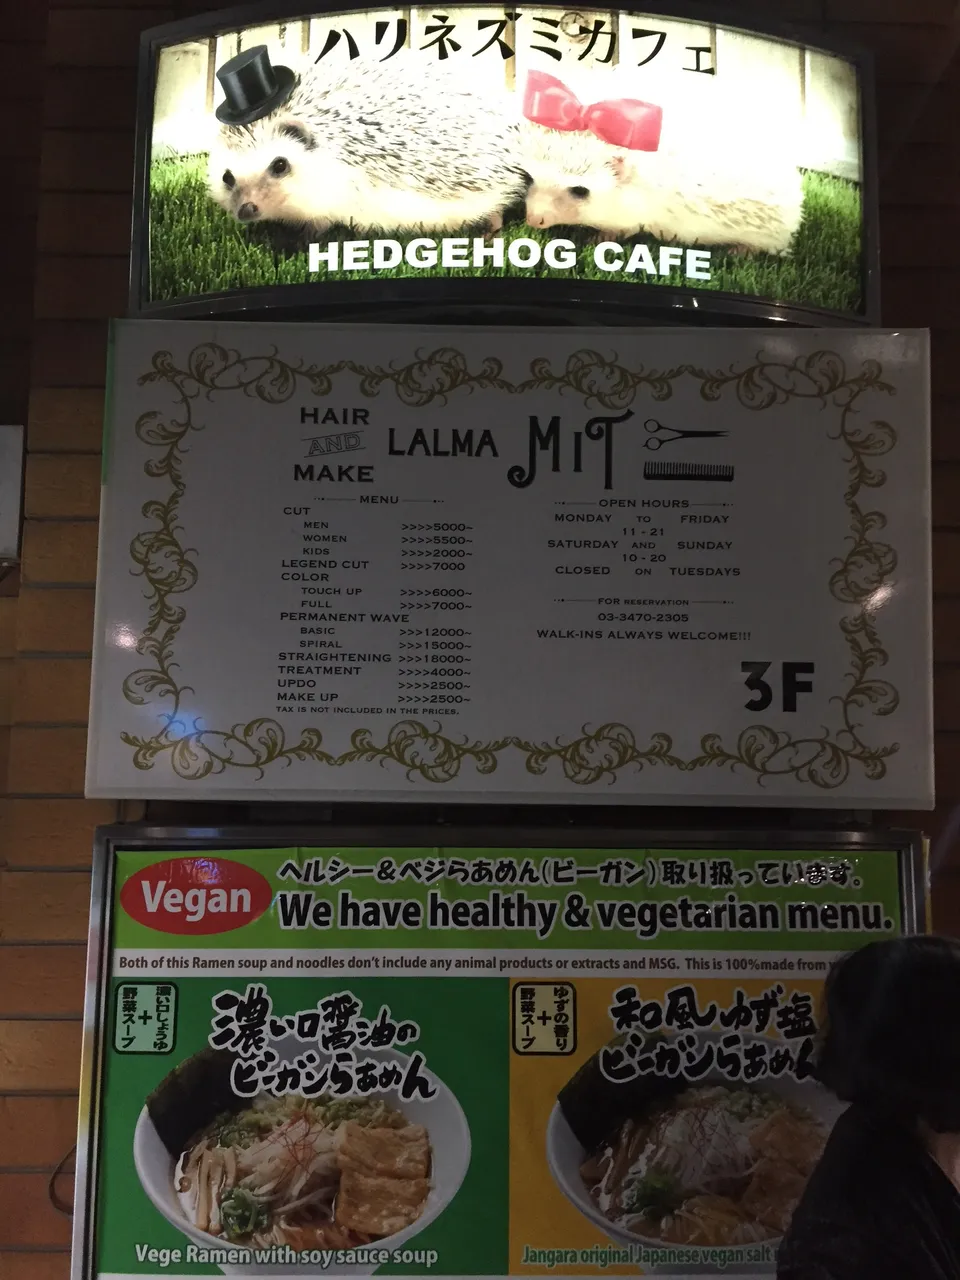 ハリネズミカフェ
HEDGEHOG CAFE
HAIR
AND
MAKE
LALMA MIT
MENU
CUT
MEN >>>>5000~
WOMEN >>>>5500~
KIDS >>>>2000~
LEGEND CUT >>>>7000
COLOR
TOUCH UP >>>>6000~
FULL >>>>7000~
PERMANENT WAVE
BASIC >>>12000~
SPIRAL >>>15000~
STRAIGHTENING >>>18000~
TREATMENT >>>>4000~
UPDO >>>>2500~
MAKE UP >>>>2500~
TAX IS NOT INCLUDED IN THE PRICES.
OPEN HOURS
MONDAY TO FRIDAY
11 - 21
SATURDAY AND SUNDAY
10 - 20
CLOSED ON TUESDAYS
FOR RESERVATION
03-3470-2305
WALK-INS ALWAYS WELCOME!!!
3F
Vegan
ヘルシー&ベジらあめん(ビーガン)取り扱っています。
We have healthy & vegetarian menu.
Both of this Ramen soup and noodles don't include any animal products or extracts and MSG. This is 100%made from
濃い口しょうゆ
+
野菜スープ
濃い口醤油の
ビーガンらあめん
Vege Ramen with soy sauce soup
ゆずの香り
+
野菜スープ
和風ゆず塩
ビーガンらあめん
Jangara original Japanese vegan salt